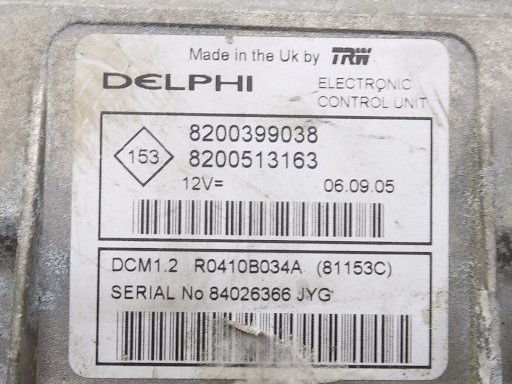 Made in the Uk by TRW
DELPHI ELECTRONIC
CONTROL UNIT
153
8200399038
8200513163
12V= 06.09.05
DCM1.2 R0410B034A (81153C)
SERIAL No 84026366 JYG